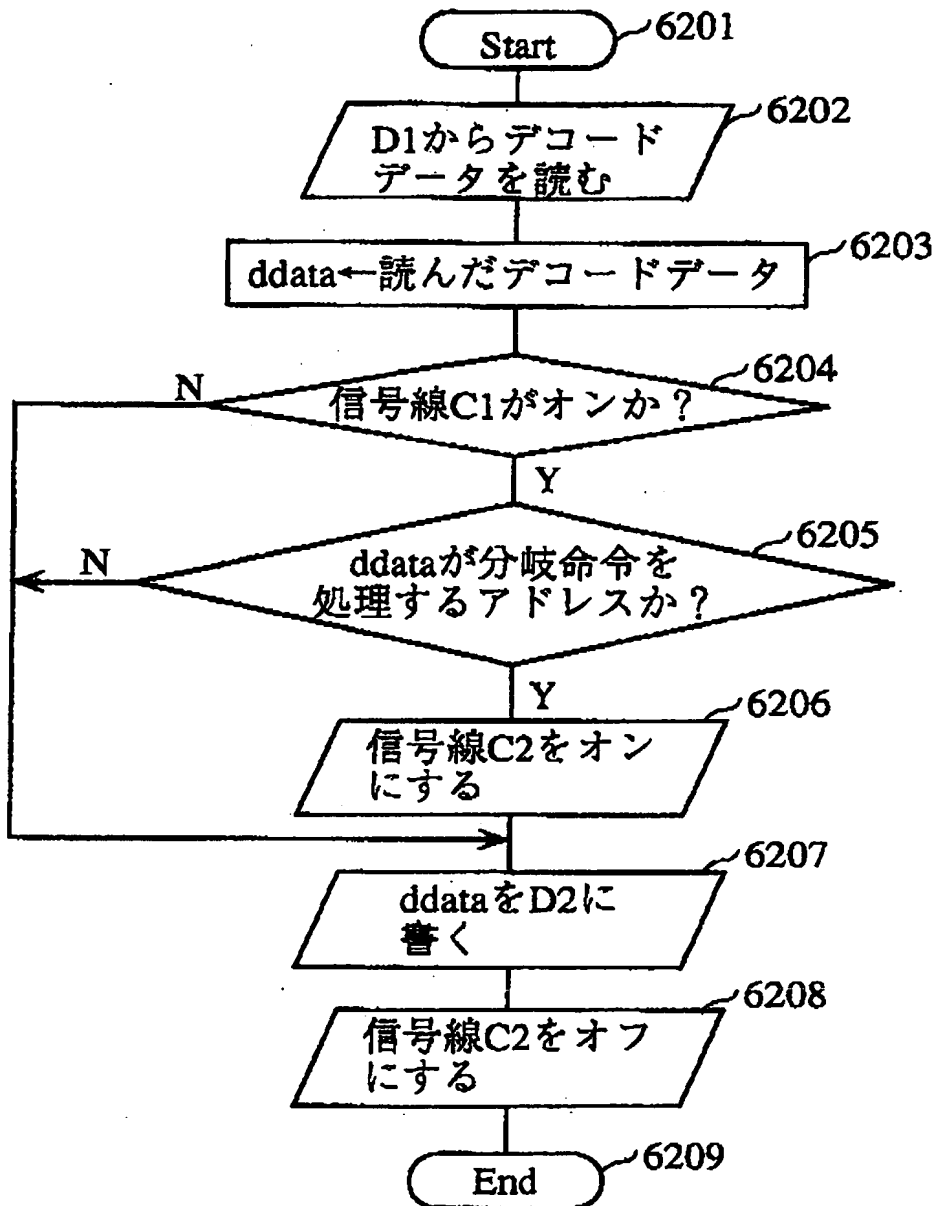 Start
6201
D1からデコード
データを読む
6202
ddata←読んだデコードデータ
6203
信号線C1がオンか?
6204
N
Y
ddataが分岐命令を
処理するアドレスか?
6205
N
Y
信号線C2をオン
にする
6206
ddataをD2に
書く
6207
信号線C2をオフ
にする
6208
End
6209